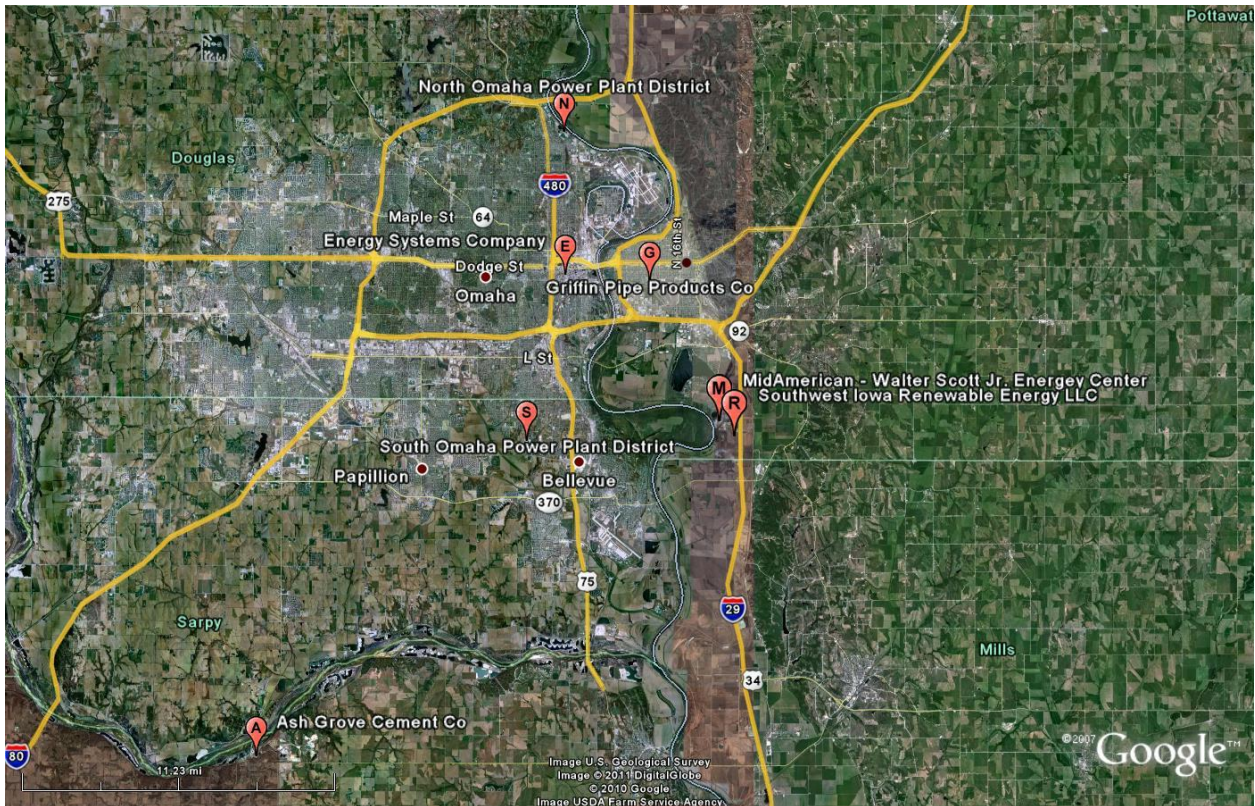 Pottawat
North Omaha Power Plant District
N
Douglas
480
275
Maple St
64
N 16th St
Energy Systems Company
E
G
Dodge St
Omaha
Griffin Pipe Products Co
92
L St
M
MidAmerican - Walter Scott Jr. Energey Center
R
Southwest Iowa Renewable Energy LLC
S
South Omaha Power Plant District
Papillion
Bellevue
370
75
29
Sarpy
Mills
34
A
Ash Grove Cement Co
80
11.23 mi
Image U.S. Geological Survey
Image © 2011 DigitalGlobe
© 2010 Google
Image USDA Farm Service Agency
©2007 Google™